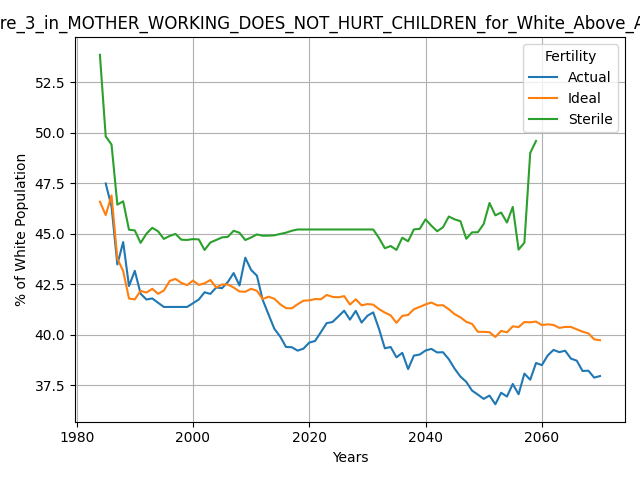 re_3_in_MOTHER_WORKING_DOES_NOT_HURT_CHILDREN_for_White_Above_A
Fertility
Actual
Ideal
Sterile
% of White Population
52.5
50.0
47.5
45.0
42.5
40.0
37.5
1980
2000
2020
2040
2060
Years